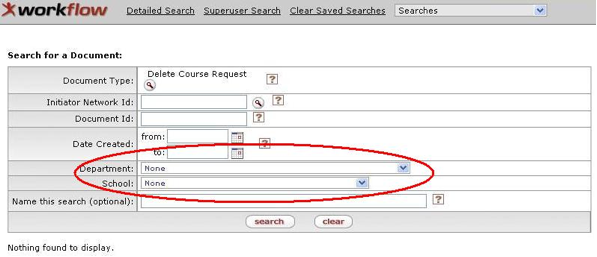 workflow Detailed Search Superuser Search Clear Saved Searches Searches
Search for a Document:
Document Type: Delete Course Request ?
Initiator Network Id: ?
Document Id: ?
Date Created: from: ?
to:
Department: None
School: None
Name this search (optional): ?
search clear
Nothing found to display.